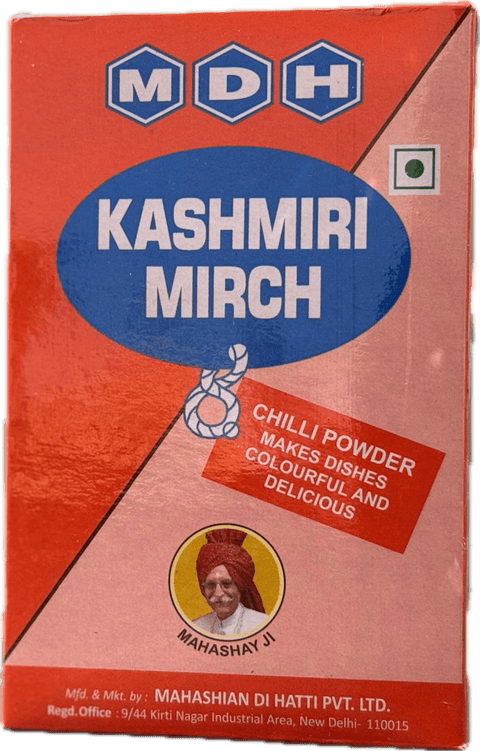 MDH
KASHMIRI
MIRCH
CHILLI POWDER
MAKES DISHES
COLOURFUL AND
DELICIOUS
MAHASHAY JI
Mfd. & Mkt. by : MAHASHIAN DI HATTI PVT. LTD.
Regd.Office : 9/44 Kirti Nagar Industrial Area, New Delhi- 110015